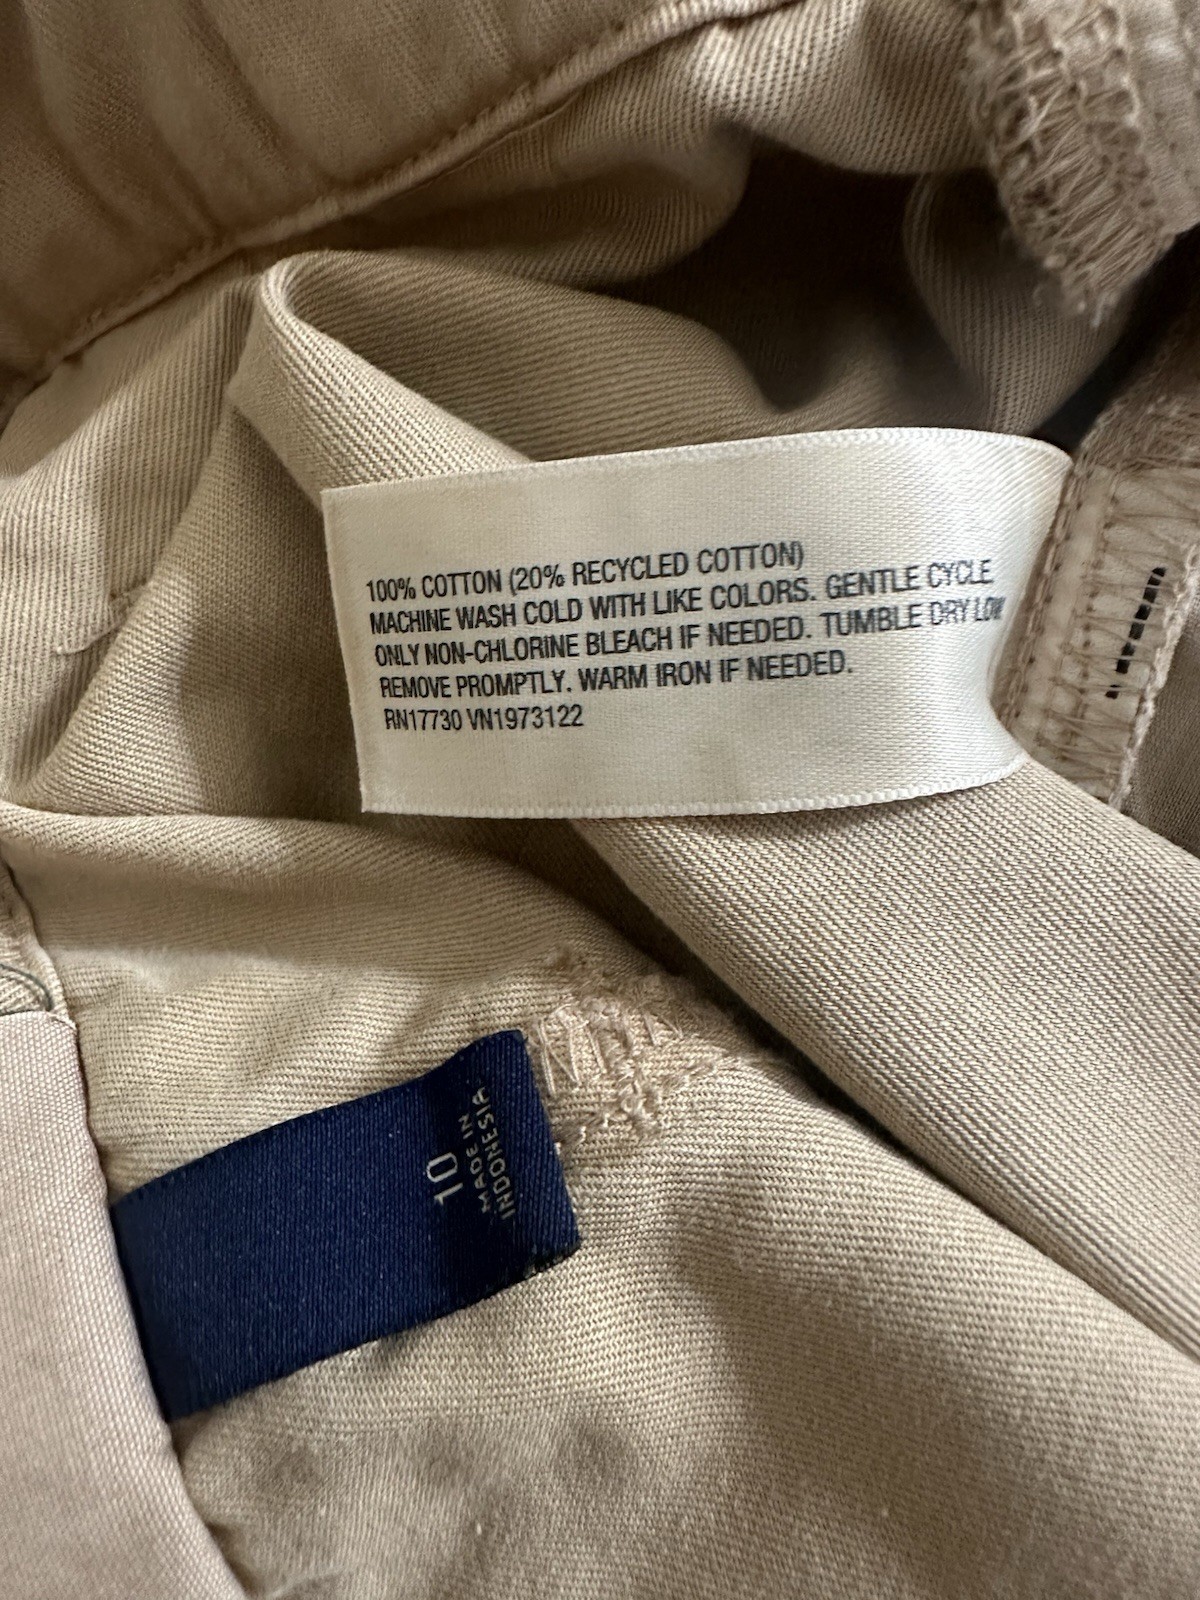 100% COTTON (20% RECYCLED COTTON)
MACHINE WASH COLD WITH LIKE COLORS. GENTLE CYCLE
ONLY NON-CHLORINE BLEACH IF NEEDED. TUMBLE DRY LOW
REMOVE PROMPTLY. WARM IRON IF NEEDED.
RN17730 VN1973122
10
MADE IN
INDONESIA